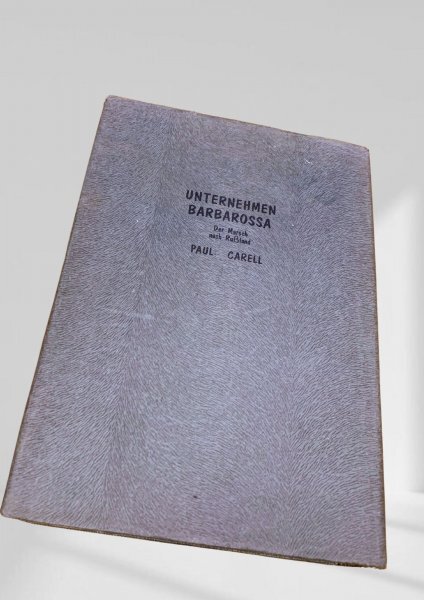 UNTERNEHMEN
BARBAROSSA
Der Marsch
nach Rußland
PAUL CARELL